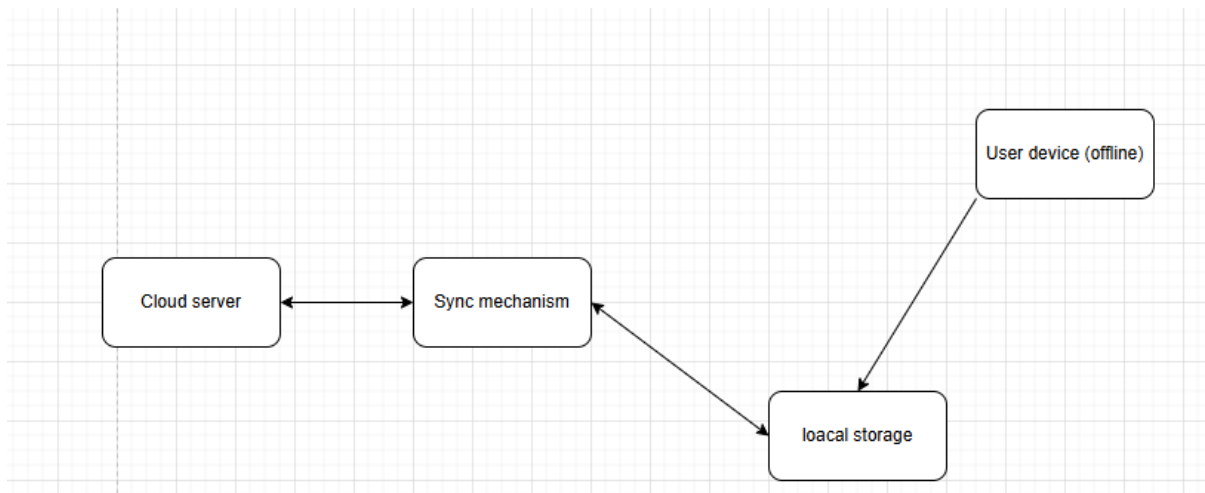 User device (offline)
Cloud server
Sync mechanism
loacal storage